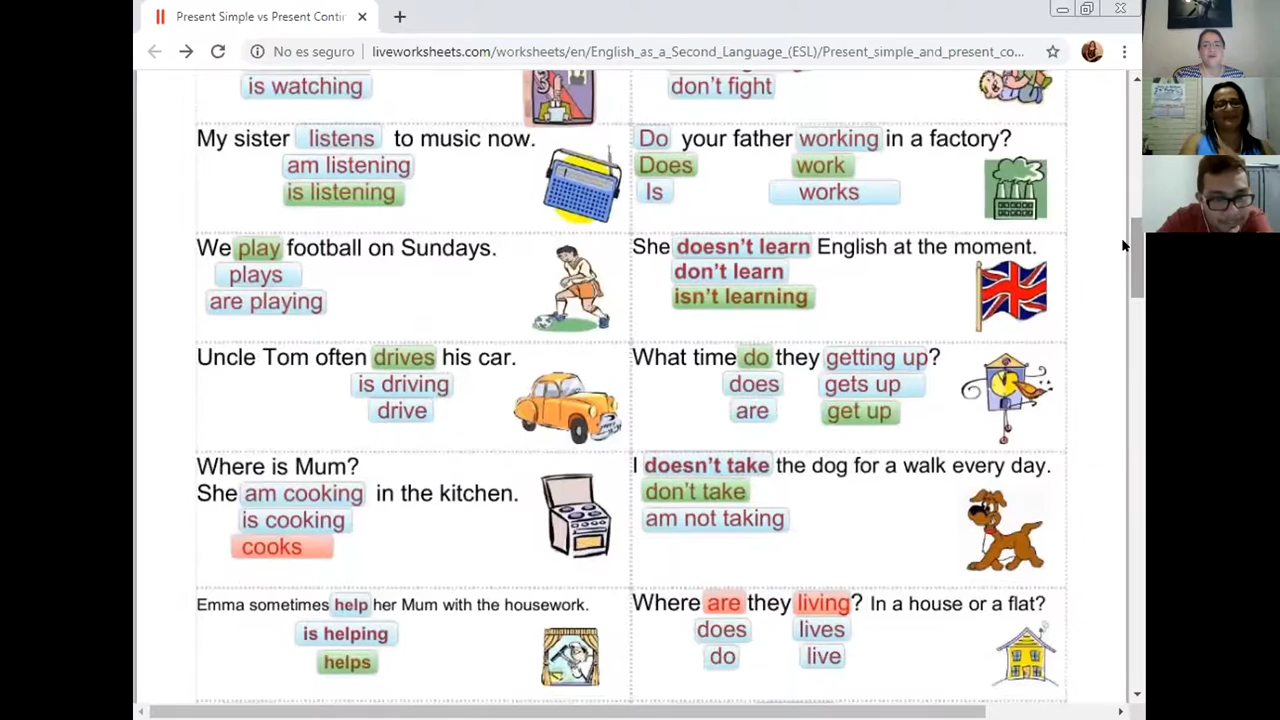 Present Simple vs Present Conti
No es seguro
liveworksheets.com/worksheets/en/English_as_a_Second_Language_(ESL)/Present_simple_and_present_co...
is watching
don't fight
My sister listens to music now.
am listening
is listening
Do your father working in a factory?
Does work
Is works
We play football on Sundays.
plays
are playing
She doesn't learn English at the moment.
don't learn
isn't learning
Uncle Tom often drives his car.
is driving
drive
What time do they getting up?
does gets up
are get up
Where is Mum?
She am cooking in the kitchen.
is cooking
cooks
I doesn't take the dog for a walk every day.
don't take
am not taking
Emma sometimes help her Mum with the housework.
is helping
helps
Where are they living? In a house or a flat?
does lives
do live